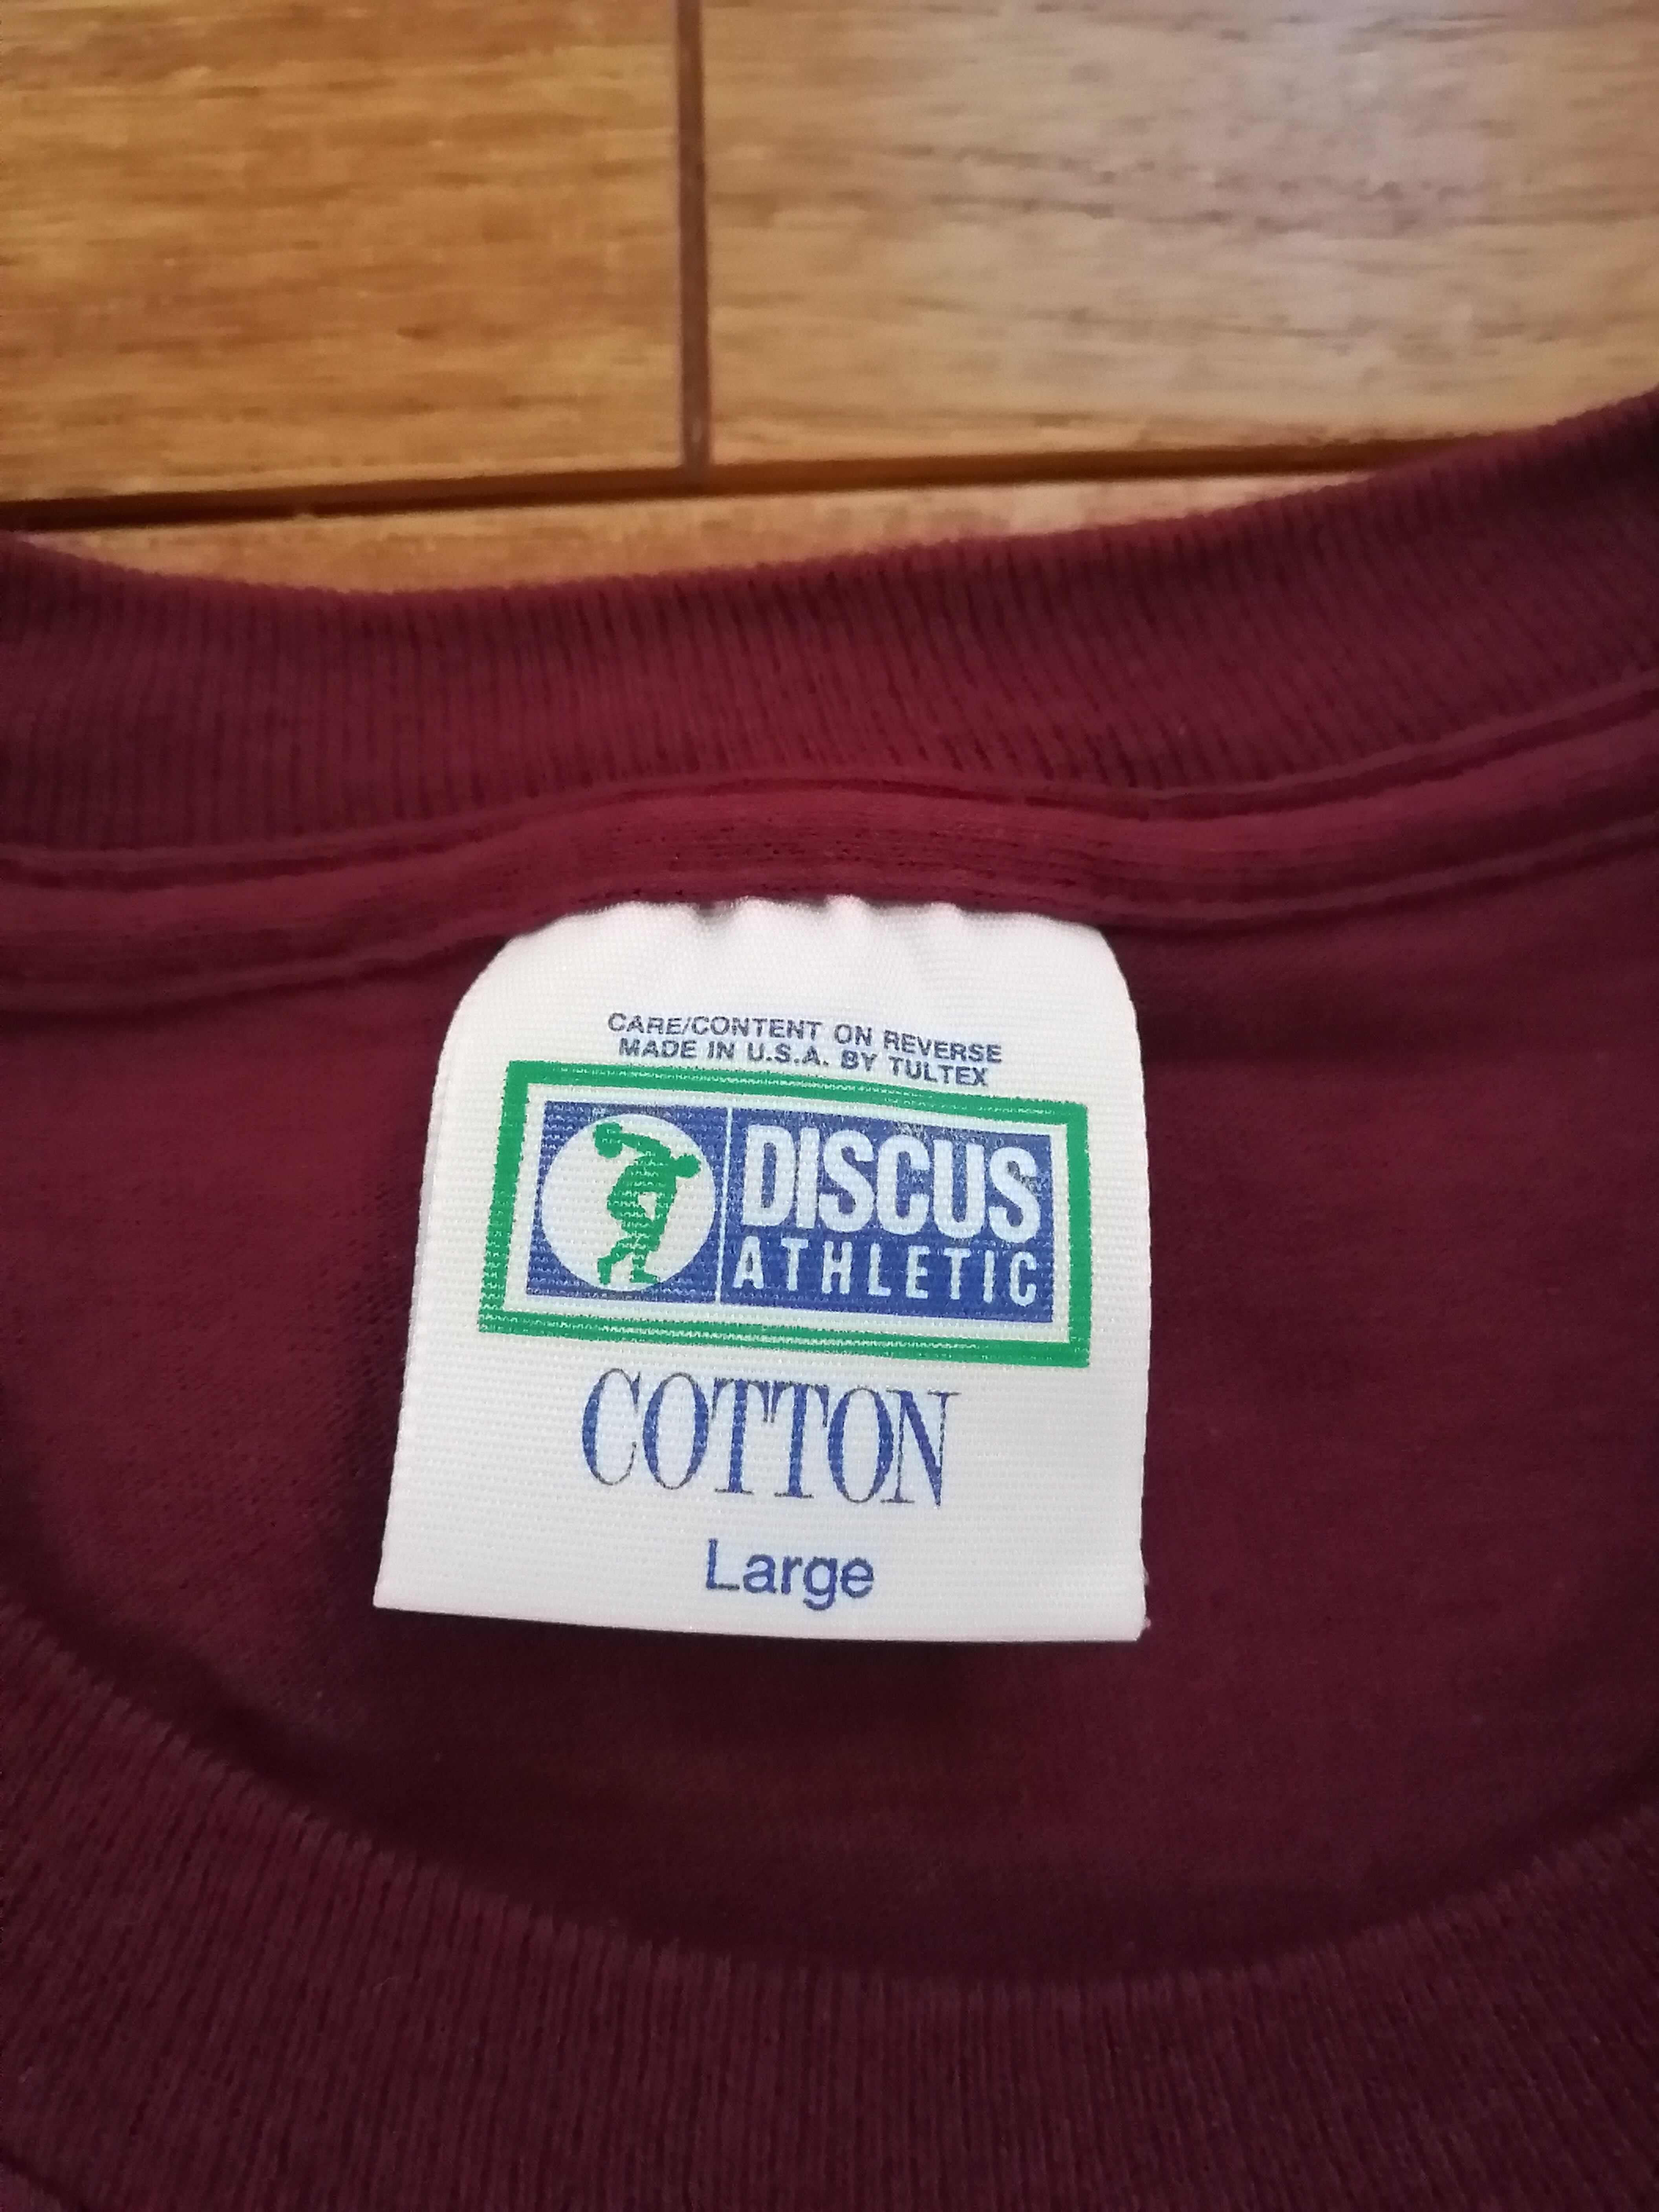 CARE/CONTENT ON REVERSE
MADE IN U.S.A. BY TULTEX
DISCUS
ATHLETIC
COTTON
Large